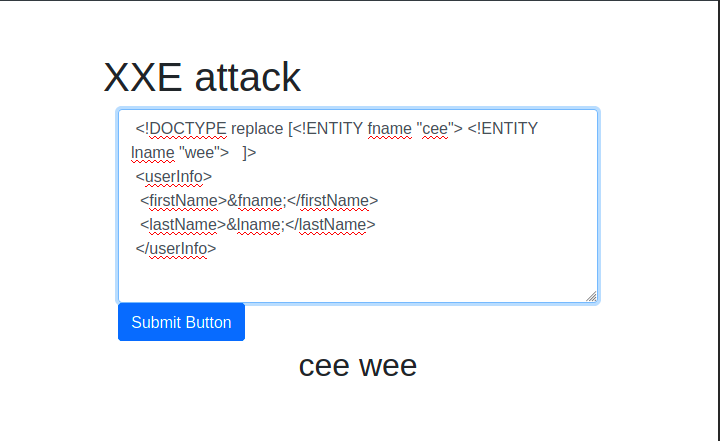 XXE attack
<!DOCTYPE replace [<!ENTITY fname "cee"> <!ENTITY
lname "wee">   ]>
<userInfo>
<firstName>&fname;</firstName>
<lastName>&lname;</lastName>
</userInfo>
Submit Button
cee wee